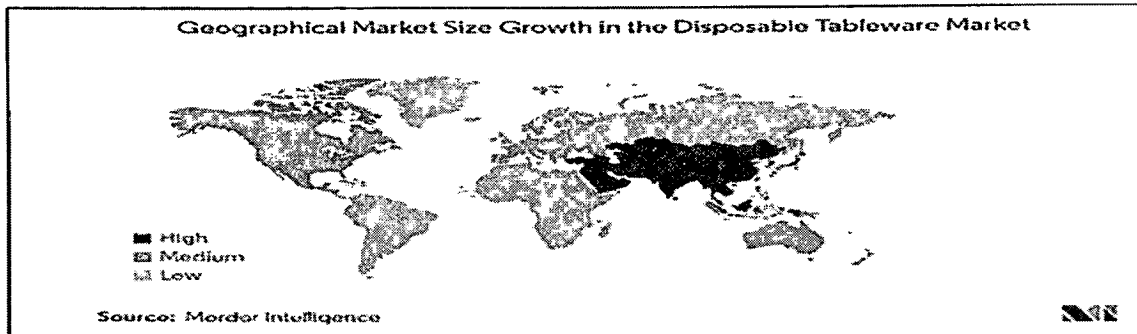 Geographical Market Size Growth in the Disposable Tableware Market
High
Medium
Low
Source: Mordor Intelligence